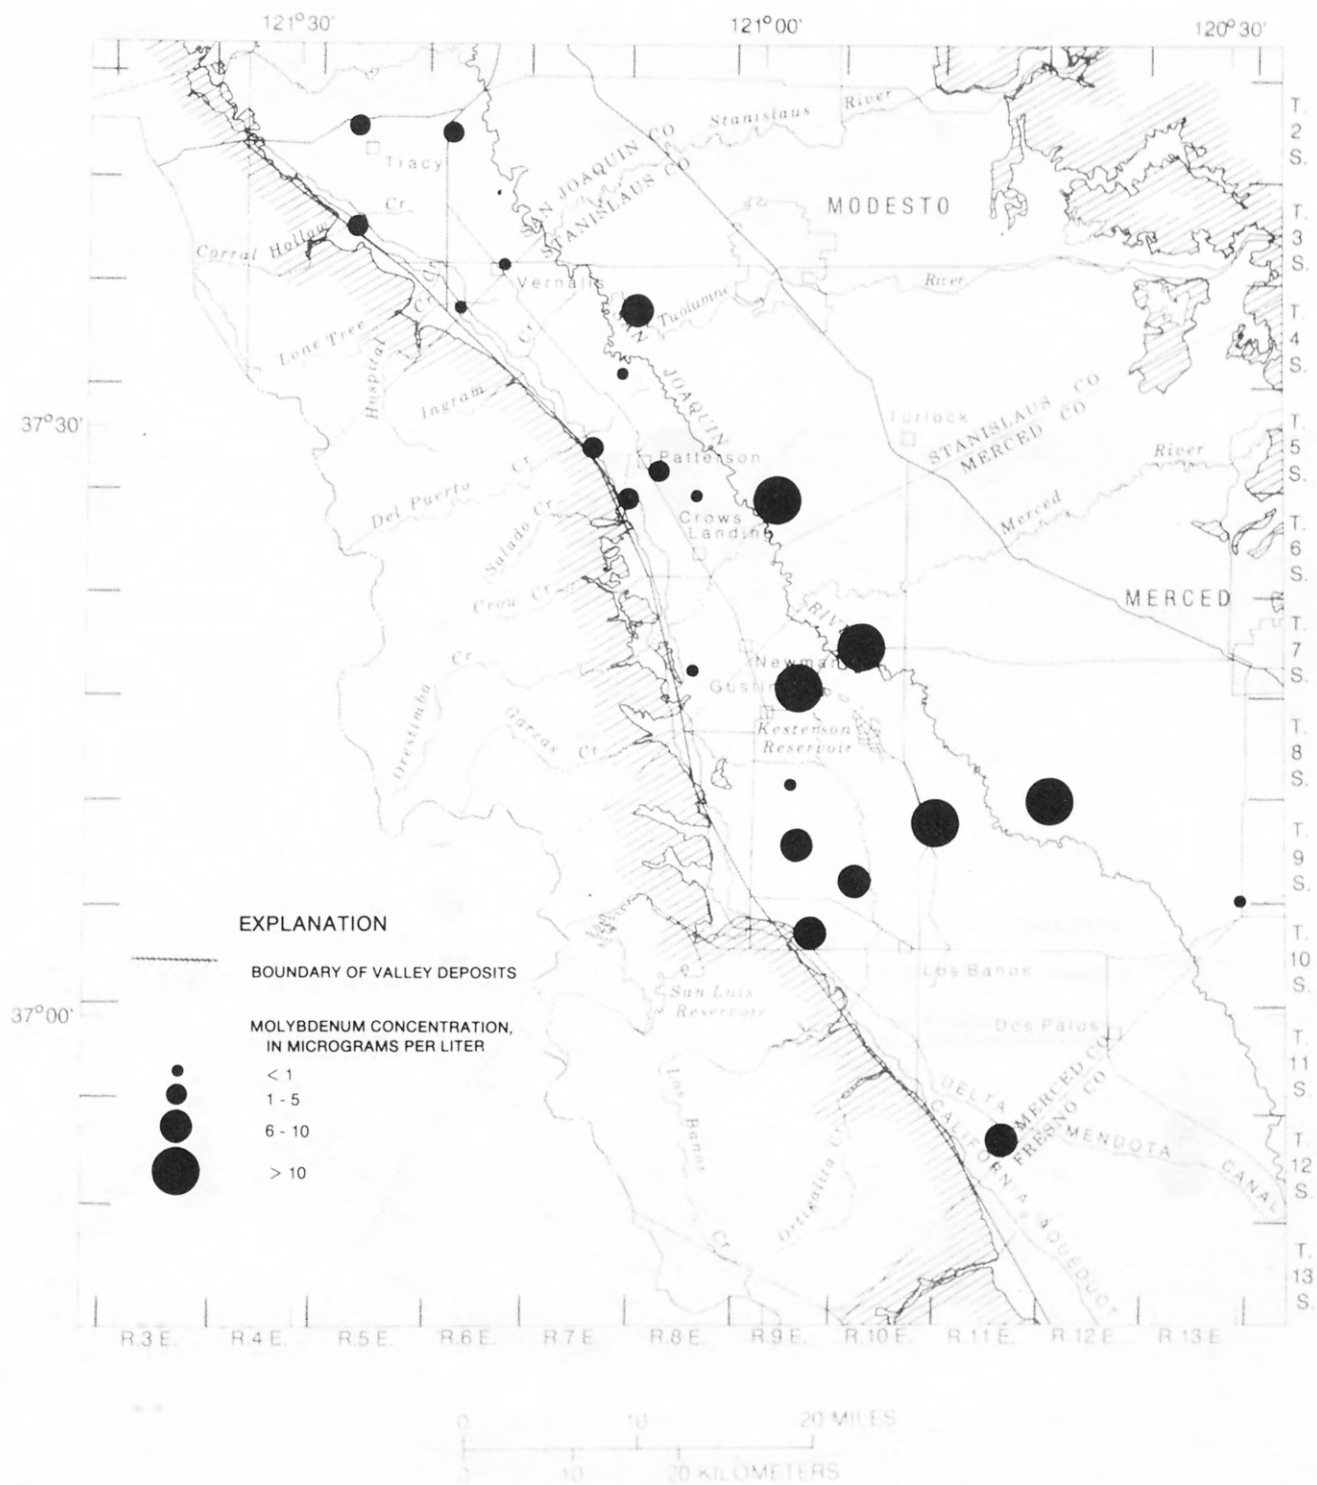 121°30'
121°00'
120°30'
T. 2 S.
Stanislaus River
SAN JOAQUIN CO
STANISLAUS CO
Tracy
MODESTO
T. 3 S.
Corral Hollow Cr
Vernalis
Tuolumne River
T. 4 S.
Lone Tree Cr
Hospital Cr
Ingram Cr
SAN JOAQUIN RIVER
37°30'
Turlock
STANISLAUS CO
MERCED CO
T. 5 S.
Patterson
Merced River
Del Puerto Cr
Crows Landing
Salado Cr
T. 6 S.
Crow Cr
MERCED
T. 7 S.
Newman
Gustine
Orestimba Cr
Garzas Cr
Kesterson Reservoir
T. 8 S.
T. 9 S.
EXPLANATION
BOUNDARY OF VALLEY DEPOSITS
MOLYBDENUM CONCENTRATION,
IN MICROGRAMS PER LITER
< 1
1 - 5
6 - 10
> 10
T. 10 S.
Los Banos
San Luis Reservoir
37°00'
Dos Palos
T. 11 S.
MERCED CO
FRESNO CO
DELTA MENDOTA CANAL
CALIFORNIA AQUEDUCT
Los Banos Cr
Ortigalita Cr
T. 12 S.
T. 13 S.
R.3 E. R.4 E. R.5 E. R.6 E. R.7 E. R.8 E. R.9 E. R.10 E. R.11 E. R.12 E. R.13 E.
0 10 20 MILES
0 10 20 KILOMETERS